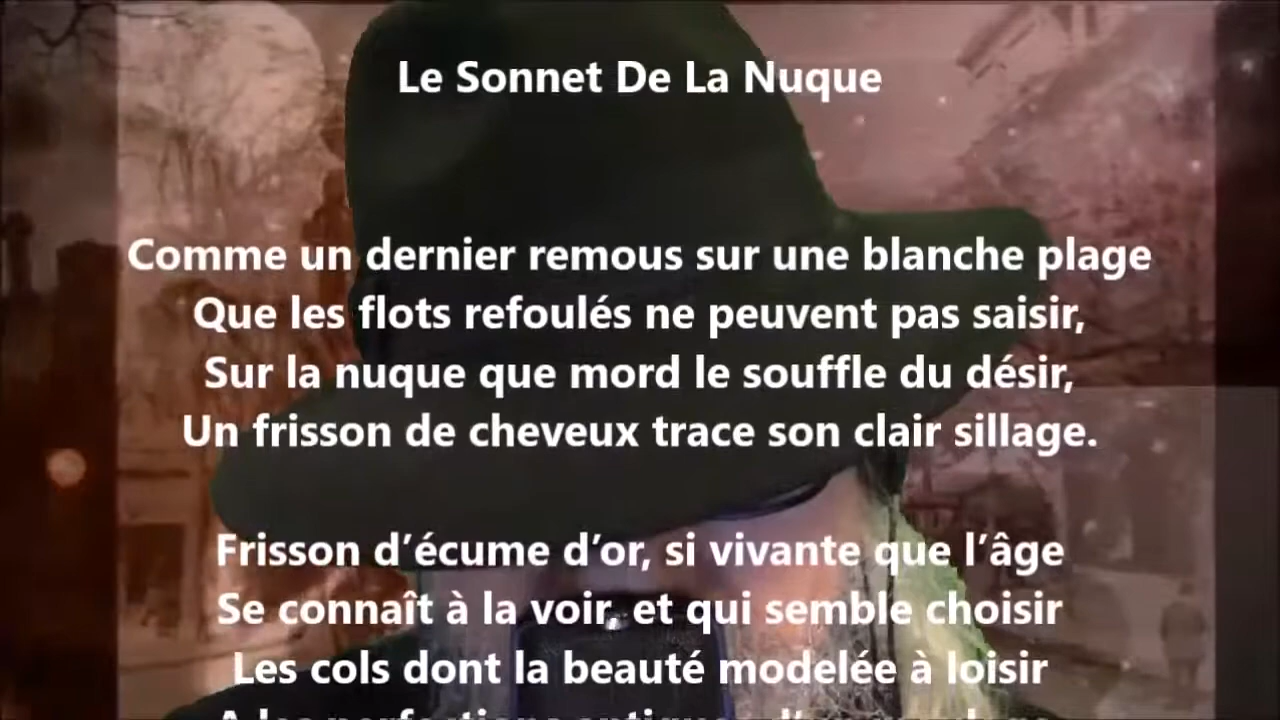 Le Sonnet De La Nuque
Comme un dernier remous sur une blanche plage
Que les flots refoulés ne peuvent pas saisir,
Sur la nuque que mord le souffle du désir,
Un frisson de cheveux trace son clair sillage.
Frisson d’écume d’or, si vivante que l’âge
Se connaît à la voir, et qui semble choisir
Les cols dont la beauté modelée à loisir
A les perfections antiques